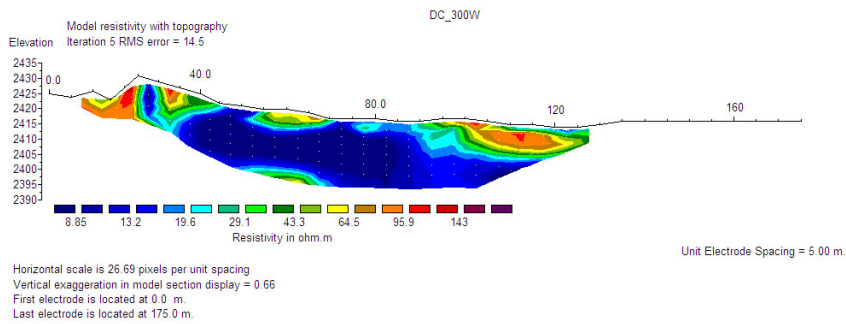 DC_300W
Model resistivity with topography
Elevation Iteration 5 RMS error = 14.5
2435
2430
2425
2420
2415
2410
2405
2400
2395
2390
0.0
40.0
80.0
120
160
8.85 13.2 19.6 29.1 43.3 64.5 95.9 143
Resistivity in ohm.m
Unit Electrode Spacing = 5.00 m.
Horizontal scale is 26.69 pixels per unit spacing
Vertical exaggeration in model section display = 0.66
First electrode is located at 0.0 m.
Last electrode is located at 175.0 m.